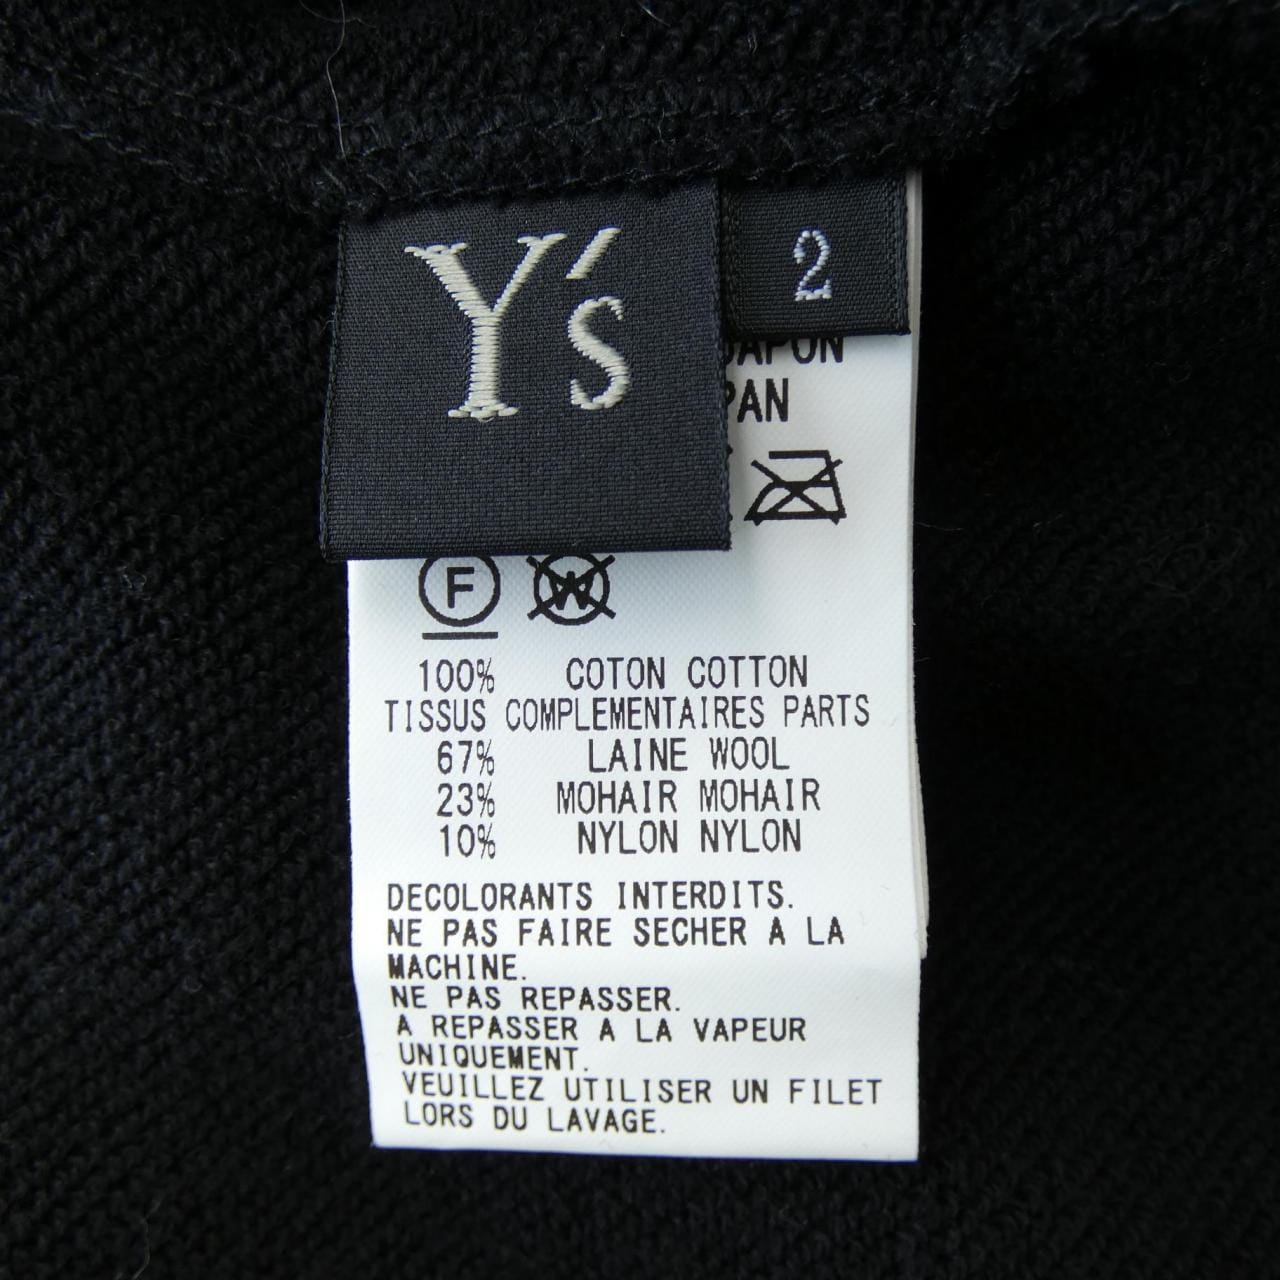 Y's
2
JAPON
F
W
100% COTON COTTON
TISSUS COMPLEMENTAIRES PARTS
67% LAINE WOOL
23% MOHAIR MOHAIR
10% NYLON NYLON
DECOLORANTS INTERDITS.
NE PAS FAIRE SECHER A LA
MACHINE.
NE PAS REPASSER.
A REPASSER A LA VAPEUR
UNIQUEMENT.
VEUILLEZ UTILISER UN FILET
LORS DU LAVAGE.